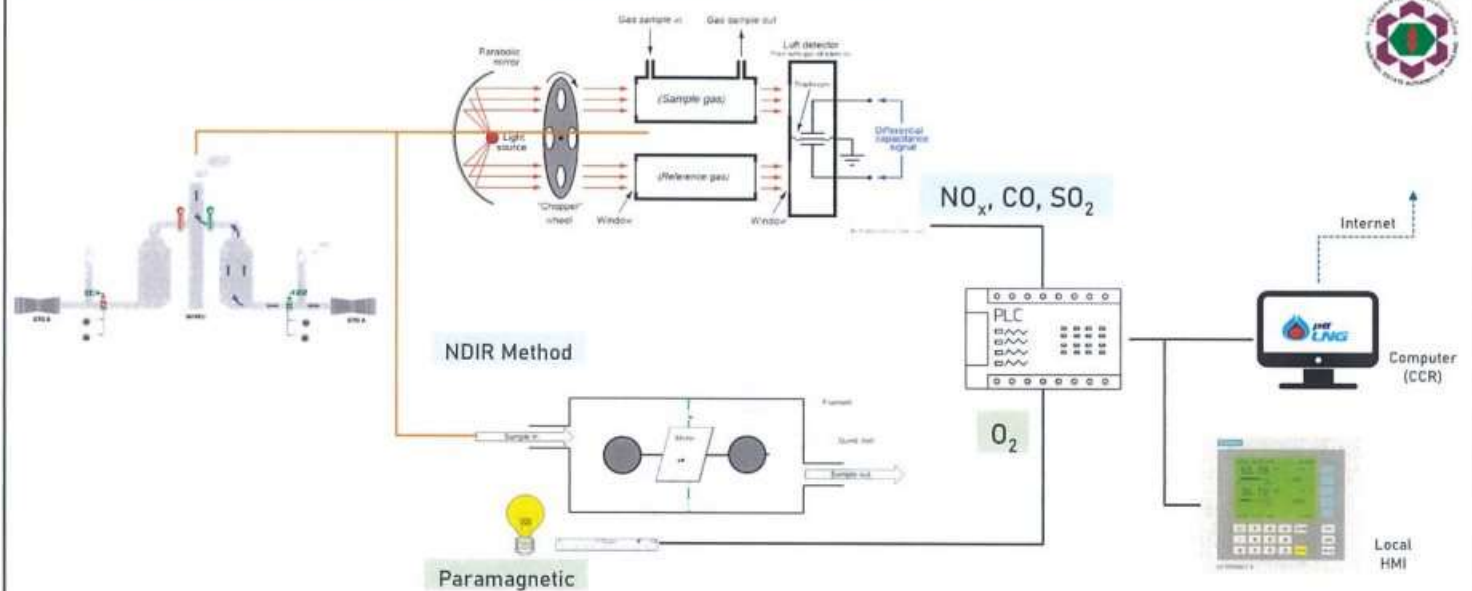 Gas sample in
Gas sample out
Parabolic
mirror
Luft detector
Light
source
(Sample gas)
(Reference gas)
Differential
capacitance
signal
"Chopper"
wheel
Window
Window
NOx, CO, SO2
Internet
PLC
ptt
LNG
Computer
(CCR)
NDIR Method
Sample in
Mirror
Sample out
O2
Paramagnetic
Local
HMI